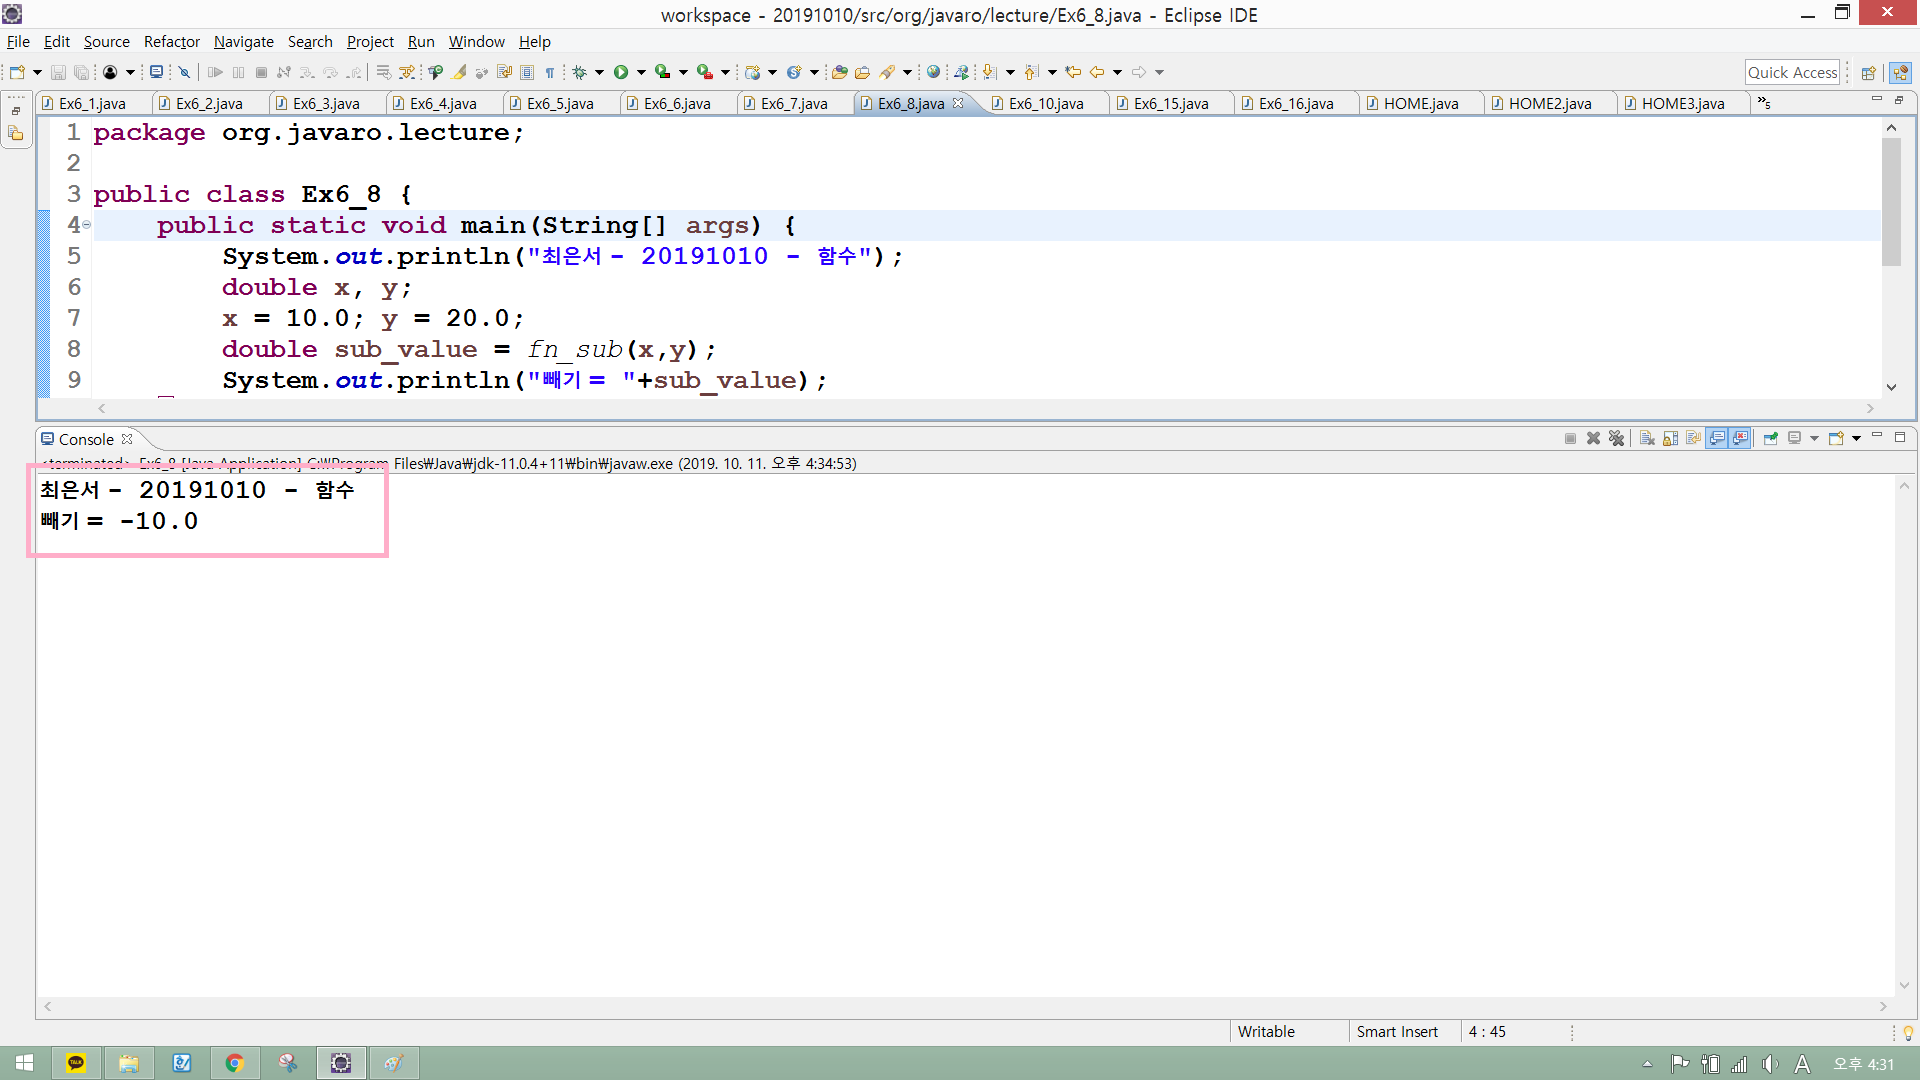 workspace - 20191010/src/org/javaro/lecture/Ex6_8.java - Eclipse IDE
File Edit Source Refactor Navigate Search Project Run Window Help
Quick Access
Ex6_1.java Ex6_2.java Ex6_3.java Ex6_4.java Ex6_5.java Ex6_6.java Ex6_7.java Ex6_8.java Ex6_10.java Ex6_15.java Ex6_16.java HOME.java HOME2.java HOME3.java »5
1 package org.javaro.lecture;
2
3 public class Ex6_8 {
4 public static void main(String[] args) {
5 System.out.println("최은서 - 20191010 - 함수");
6 double x, y;
7 x = 10.0; y = 20.0;
8 double sub_value = fn_sub(x,y);
9 System.out.println("빼기 = "+sub_value);
Console
<terminated> Ex6_8 [Java Application] C:₩Program Files₩Java₩jdk-11.0.4+11₩bin₩javaw.exe (2019. 10. 11. 오후 4:34:53)
최은서 - 20191010 - 함수
빼기 = -10.0
Writable Smart Insert 4 : 45
TALK A 오후 4:31